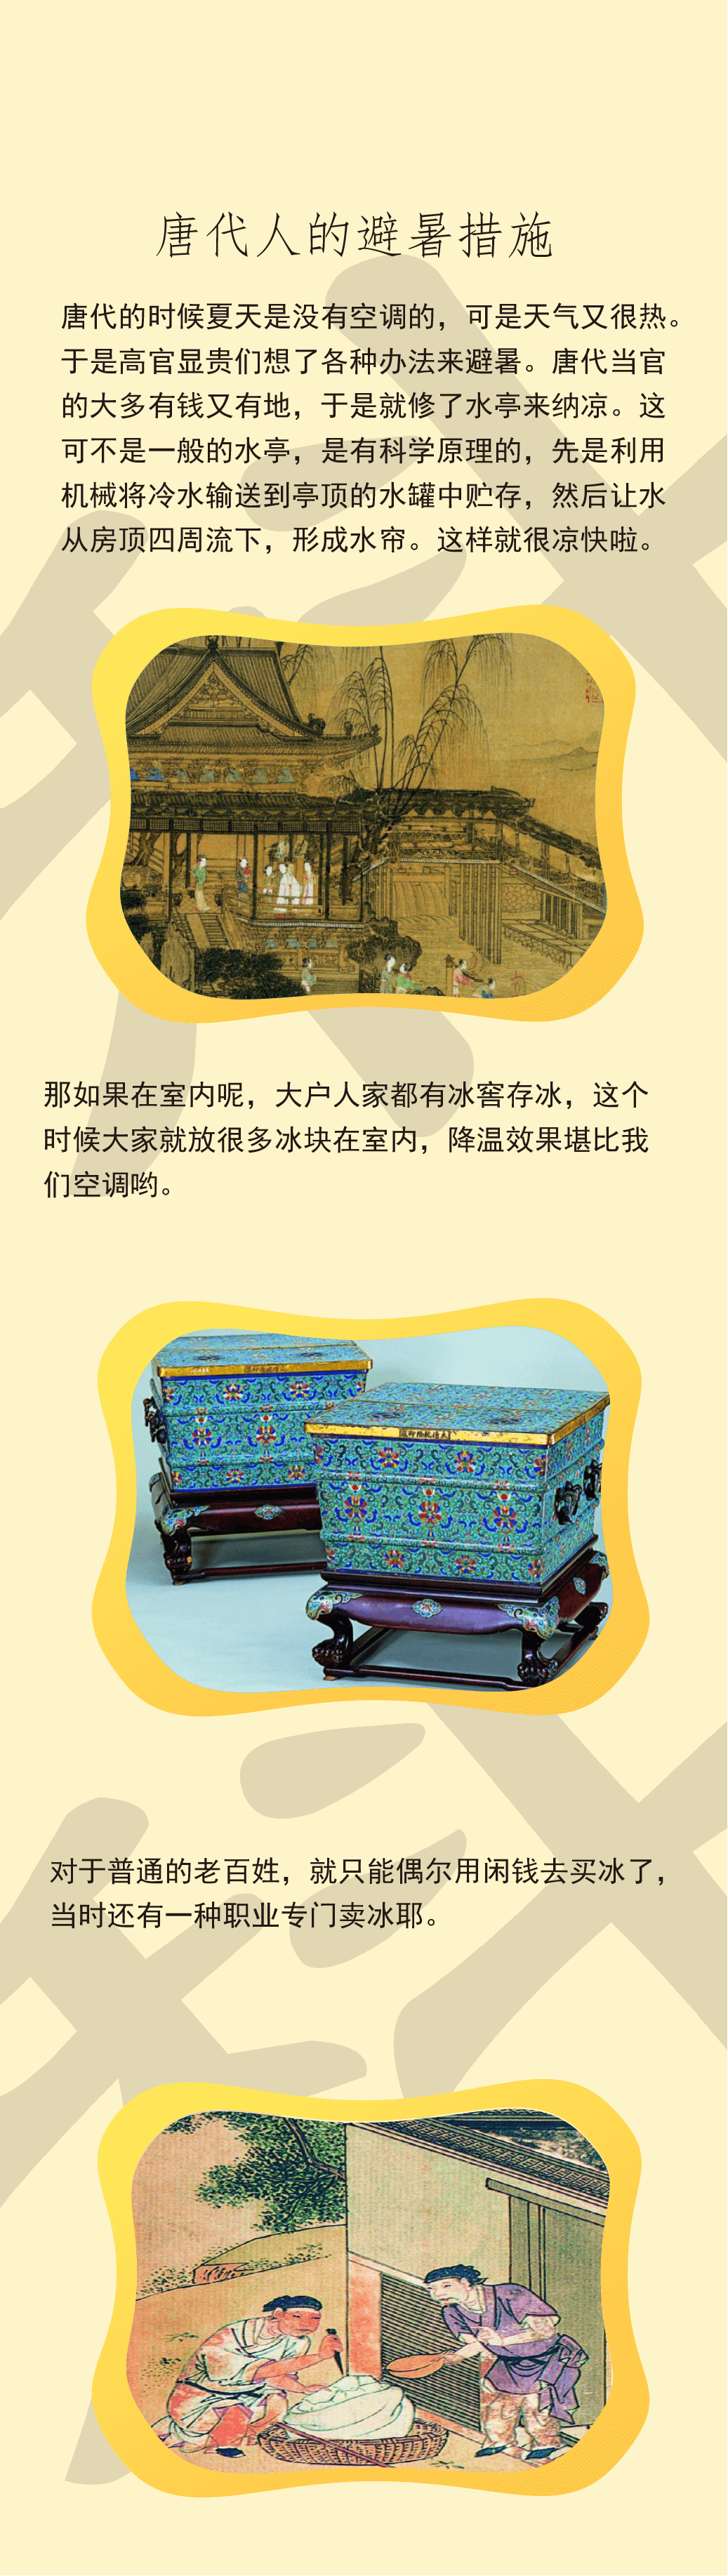 唐代人的避暑措施
唐代的时候夏天是没有空调的，可是天气又很热。
于是高官显贵们想了各种办法来避暑。唐代当官
的大多有钱又有地，于是就修了水亭来纳凉。这
可不是一般的水亭，是有科学原理的，先是利用
机械将冷水输送到亭顶的水罐中贮存，然后让水
从房顶四周流下，形成水帘。这样就很凉快啦。
那如果在室内呢，大户人家都有冰窖存冰，这个
时候大家就放很多冰块在室内，降温效果堪比我
们空调哟。
对于普通的老百姓，就只能偶尔用闲钱去买冰了，
当时还有一种职业专门卖冰耶。